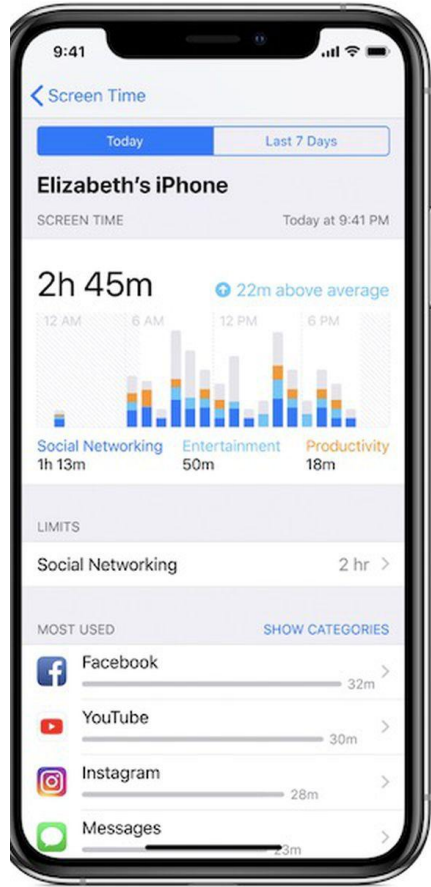 9:41
Screen Time
Today Last 7 Days
Elizabeth's iPhone
SCREEN TIME Today at 9:41 PM
2h 45m 22m above average
12 AM 6 AM 12 PM 6 PM
Social Networking Entertainment Productivity
1h 13m 50m 18m
LIMITS
Social Networking 2 hr
MOST USED SHOW CATEGORIES
Facebook
32m
YouTube
30m
Instagram
28m
Messages
23m